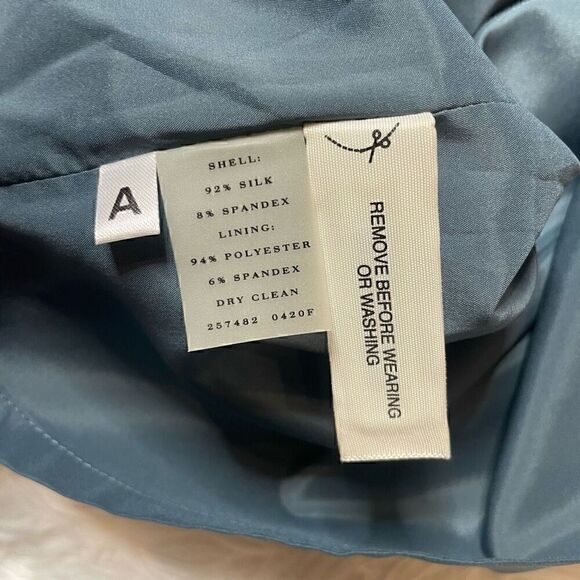 A
SHELL:
92% SILK
8% SPANDEX
LINING:
94% POLYESTER
6% SPANDEX
DRY CLEAN
257482 0420F
REMOVE BEFORE WEARING
OR WASHING